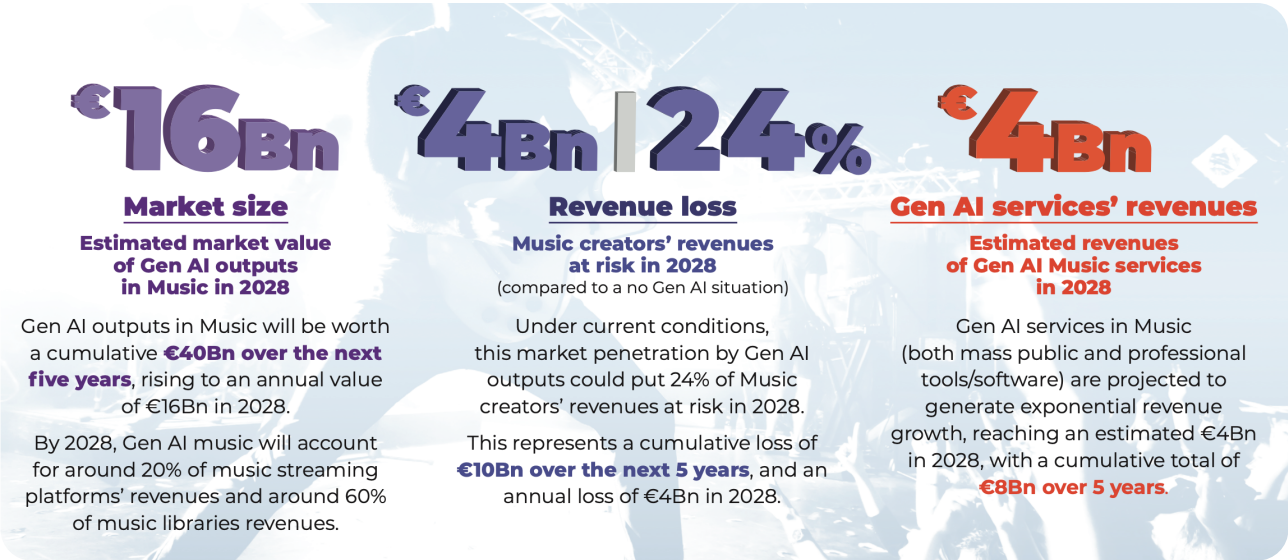 €16Bn
Market size
Estimated market value
of Gen AI outputs
in Music in 2028
Gen AI outputs in Music will be worth
a cumulative €40Bn over the next
five years, rising to an annual value
of €16Bn in 2028.
By 2028, Gen AI music will account
for around 20% of music streaming
platforms’ revenues and around 60%
of music libraries revenues.
€4Bn | 24%
Revenue loss
Music creators’ revenues
at risk in 2028
(compared to a no Gen AI situation)
Under current conditions,
this market penetration by Gen AI
outputs could put 24% of Music
creators’ revenues at risk in 2028.
This represents a cumulative loss of
€10Bn over the next 5 years, and an
annual loss of €4Bn in 2028.
€4Bn
Gen AI services’ revenues
Estimated revenues
of Gen AI Music services
in 2028
Gen AI services in Music
(both mass public and professional
tools/software) are projected to
generate exponential revenue
growth, reaching an estimated €4Bn
in 2028, with a cumulative total of
€8Bn over 5 years.